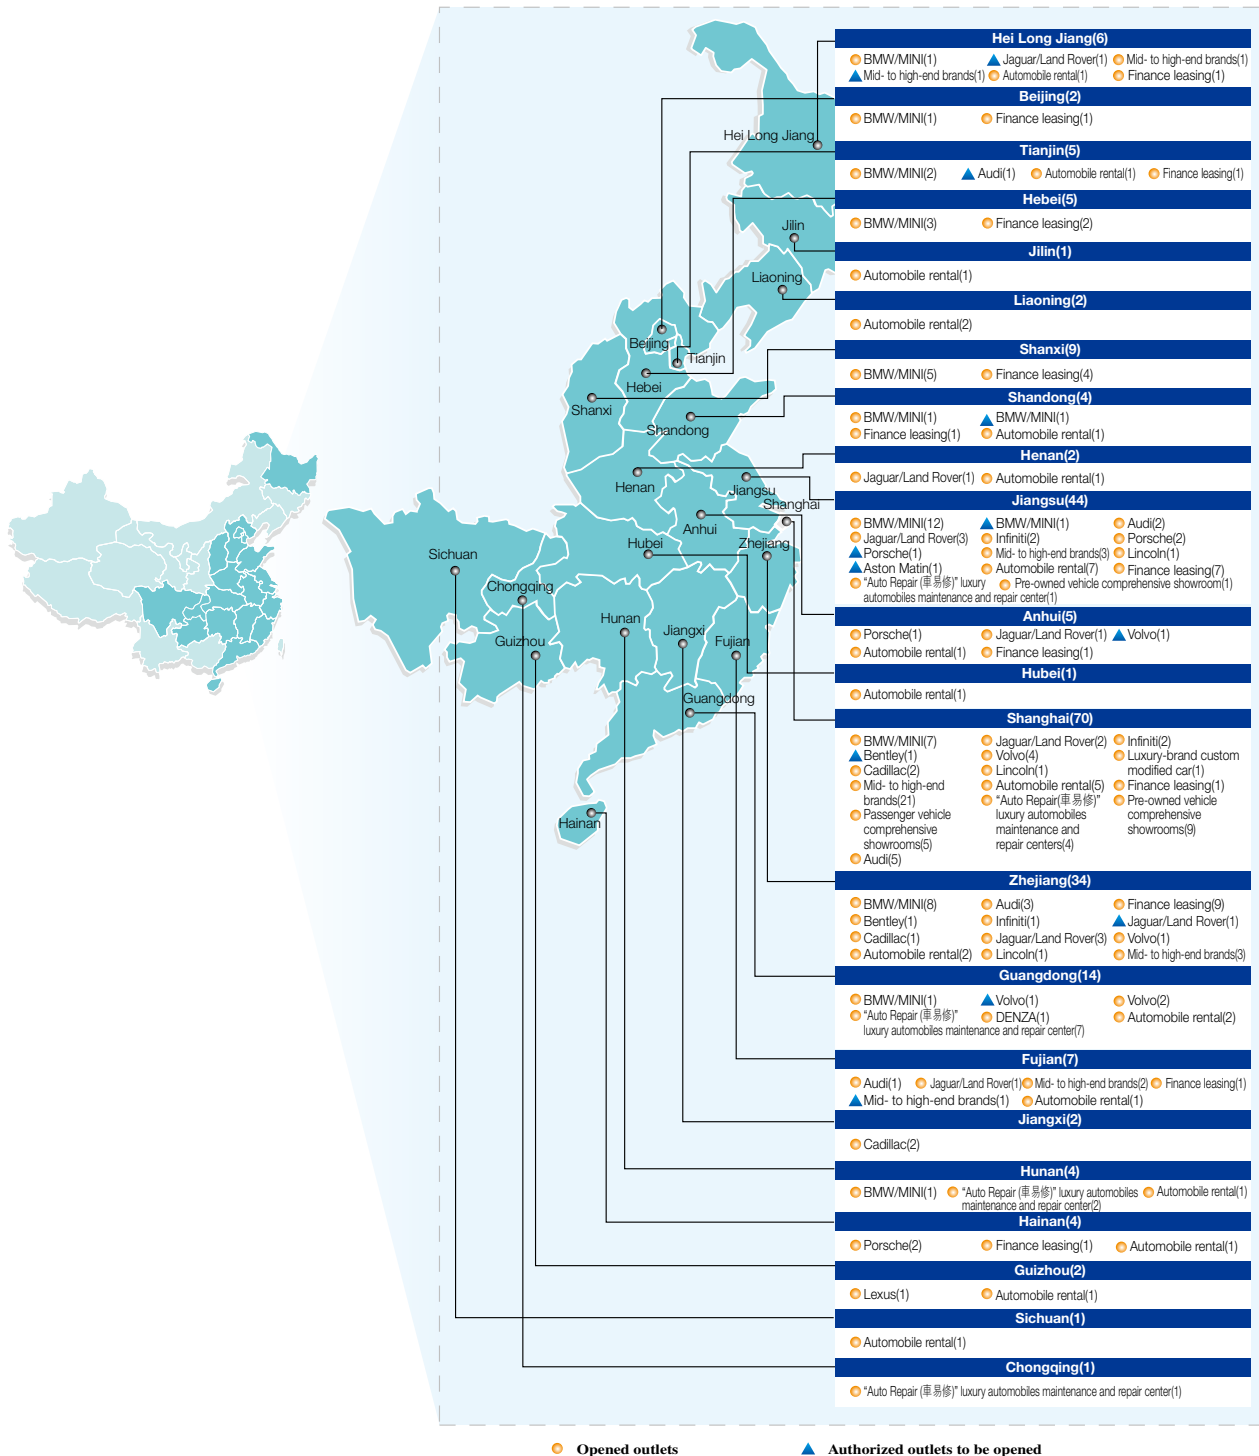 Hei Long Jiang(6)
BMW/MINI(1) Jaguar/Land Rover(1) Mid- to high-end brands(1)
Mid- to high-end brands(1) Automobile rental(1) Finance leasing(1)
Beijing(2)
BMW/MINI(1) Finance leasing(1)
Tianjin(5)
BMW/MINI(2) Audi(1) Automobile rental(1) Finance leasing(1)
Hebei(5)
BMW/MINI(3) Finance leasing(2)
Jilin(1)
Automobile rental(1)
Liaoning(2)
Automobile rental(2)
Shanxi(9)
BMW/MINI(5) Finance leasing(4)
Shandong(4)
BMW/MINI(1) BMW/MINI(1)
Finance leasing(1) Automobile rental(1)
Henan(2)
Jaguar/Land Rover(1) Automobile rental(1)
Jiangsu(44)
BMW/MINI(12) BMW/MINI(1) Audi(2)
Jaguar/Land Rover(3) Infiniti(2) Porsche(2)
Porsche(1) Mid- to high-end brands(3) Lincoln(1)
Aston Matin(1) Automobile rental(7) Finance leasing(7)
"Auto Repair (車易修)" luxury Pre-owned vehicle comprehensive showroom(1)
automobiles maintenance and repair center(1)
Anhui(5)
Porsche(1) Jaguar/Land Rover(1) Volvo(1)
Automobile rental(1) Finance leasing(1)
Hubei(1)
Automobile rental(1)
Shanghai(70)
BMW/MINI(7) Jaguar/Land Rover(2) Infiniti(2)
Bentley(1) Volvo(4) Luxury-brand custom
Cadillac(2) Lincoln(1) modified car(1)
Mid- to high-end Automobile rental(5) Finance leasing(1)
brands(21) "Auto Repair(車易修)" Pre-owned vehicle
Passenger vehicle luxury automobiles comprehensive
comprehensive maintenance and showrooms(9)
showrooms(5) repair centers(4)
Audi(5)
Zhejiang(34)
BMW/MINI(8) Audi(3) Finance leasing(9)
Bentley(1) Infiniti(1) Jaguar/Land Rover(1)
Cadillac(1) Jaguar/Land Rover(3) Volvo(1)
Automobile rental(2) Lincoln(1) Mid- to high-end brands(3)
Guangdong(14)
BMW/MINI(1) Volvo(1) Volvo(2)
"Auto Repair (車易修)" DENZA(1) Automobile rental(2)
luxury automobiles maintenance and repair center(7)
Fujian(7)
Audi(1) Jaguar/Land Rover(1) Mid- to high-end brands(2) Finance leasing(1)
Mid- to high-end brands(1) Automobile rental(1)
Jiangxi(2)
Cadillac(2)
Hunan(4)
BMW/MINI(1) "Auto Repair (車易修)" luxury automobiles Automobile rental(1)
maintenance and repair center(2)
Hainan(4)
Porsche(2) Finance leasing(1) Automobile rental(1)
Guizhou(2)
Lexus(1) Automobile rental(1)
Sichuan(1)
Automobile rental(1)
Chongqing(1)
"Auto Repair (車易修)" luxury automobiles maintenance and repair center(1)
Hei Long Jiang
Jilin
Liaoning
Beijing
Tianjin
Hebei
Shanxi
Shandong
Henan
Jiangsu
Shanghai
Anhui
Hubei
Zhejiang
Sichuan
Chongqing
Hunan
Jiangxi
Guizhou
Fujian
Guangdong
Hainan
Opened outlets Authorized outlets to be opened